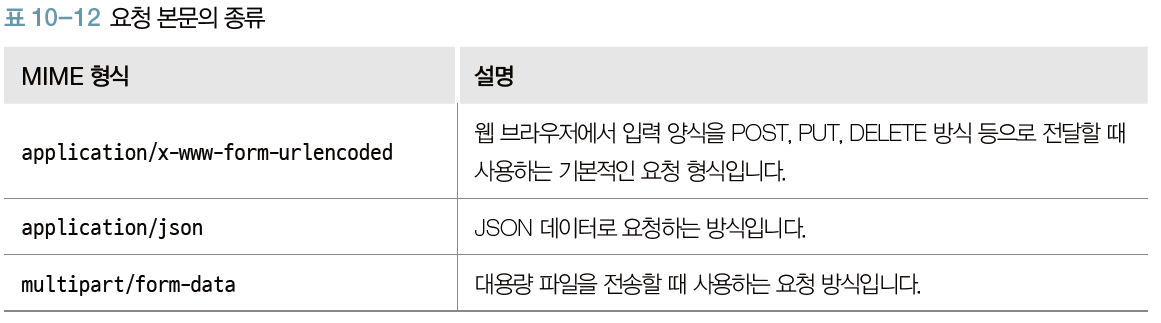 표 10-12 요청 본문의 종류
MIME 형식 설명
application/x-www-form-urlencoded
웹 브라우저에서 입력 양식을 POST, PUT, DELETE 방식 등으로 전달할 때
사용하는 기본적인 요청 형식입니다.
application/json JSON 데이터로 요청하는 방식입니다.
multipart/form-data 대용량 파일을 전송할 때 사용하는 요청 방식입니다.